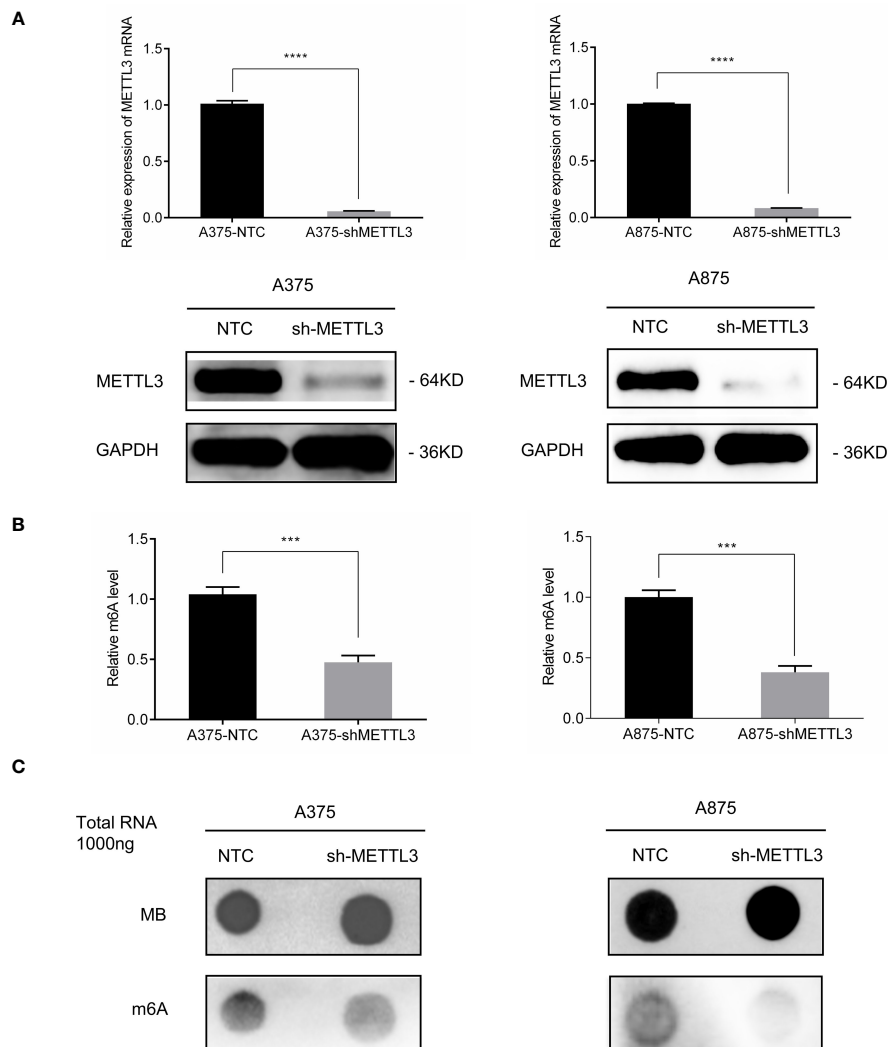 A
Relative expression of METTL3 mRNA
1.5
1.0
0.5
0.0
****
A375-NTC
A375-shMETTL3
Relative expression of METTL3 mRNA
1.5
1.0
0.5
0.0
****
A875-NTC
A875-shMETTL3
A375
NTC
sh-METTL3
METTL3
- 64KD
GAPDH
- 36KD
A875
NTC
sh-METTL3
METTL3
- 64KD
GAPDH
- 36KD
B
Relative m6A level
1.5
1.0
0.5
0.0
***
A375-NTC
A375-shMETTL3
Relative m6A level
1.5
1.0
0.5
0.0
***
A875-NTC
A875-shMETTL3
C
Total RNA
1000ng
A375
NTC
sh-METTL3
A875
NTC
sh-METTL3
MB
m6A